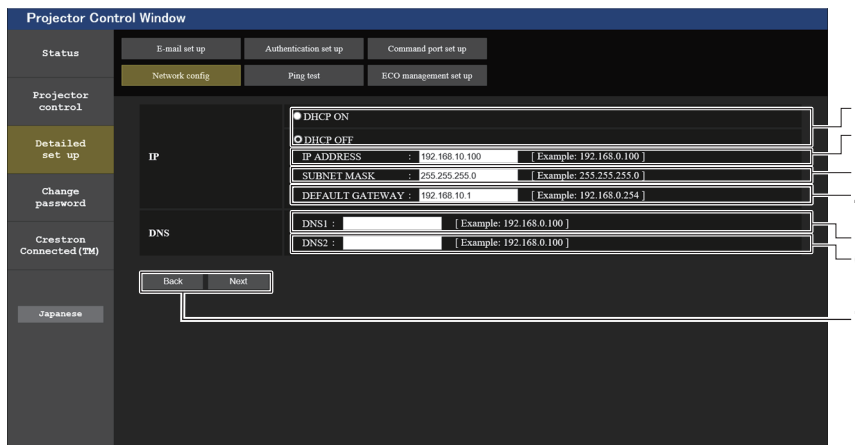 Projector Control Window
Status
E-mail set up
Authentication set up
Command port set up
Network config
Ping test
ECO management set up
Projector
control
Detailed
set up
Change
password
Crestron
Connected(TM)
Japanese
IP
DHCP ON
DHCP OFF
IP ADDRESS : 192.168.10.100 [ Example: 192.168.0.100 ]
SUBNET MASK : 255.255.255.0 [ Example: 255.255.255.0 ]
DEFAULT GATEWAY : 192.168.10.1 [ Example: 192.168.0.254 ]
DNS
DNS1 : [ Example: 192.168.0.100 ]
DNS2 : [ Example: 192.168.0.100 ]
Back Next